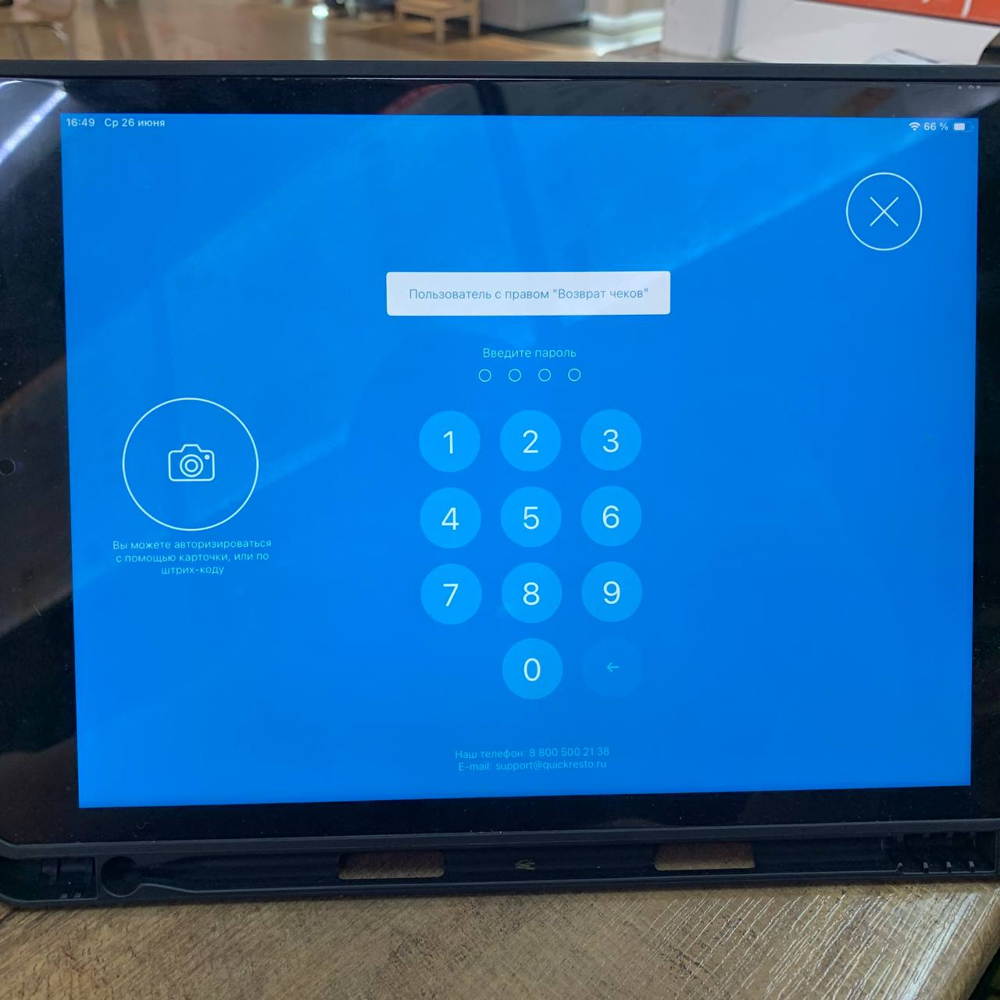 16:49 Ср 26 июня
66 %
Пользователь с правом "Возврат чеков"
Введите пароль
1 2 3
4 5 6
7 8 9
0
Вы можете авторизироваться
с помощью карточки, или по
штрих-коду
Наш телефон: 8 800 500 21 38
E-mail: support@quickresto.ru